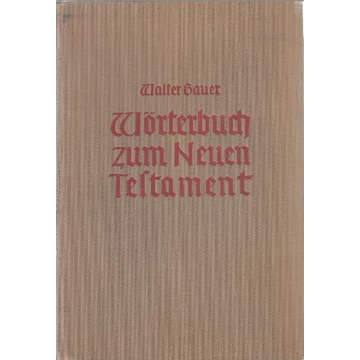 Walter Bauer
Wörterbuch
zum Neuen
Testament